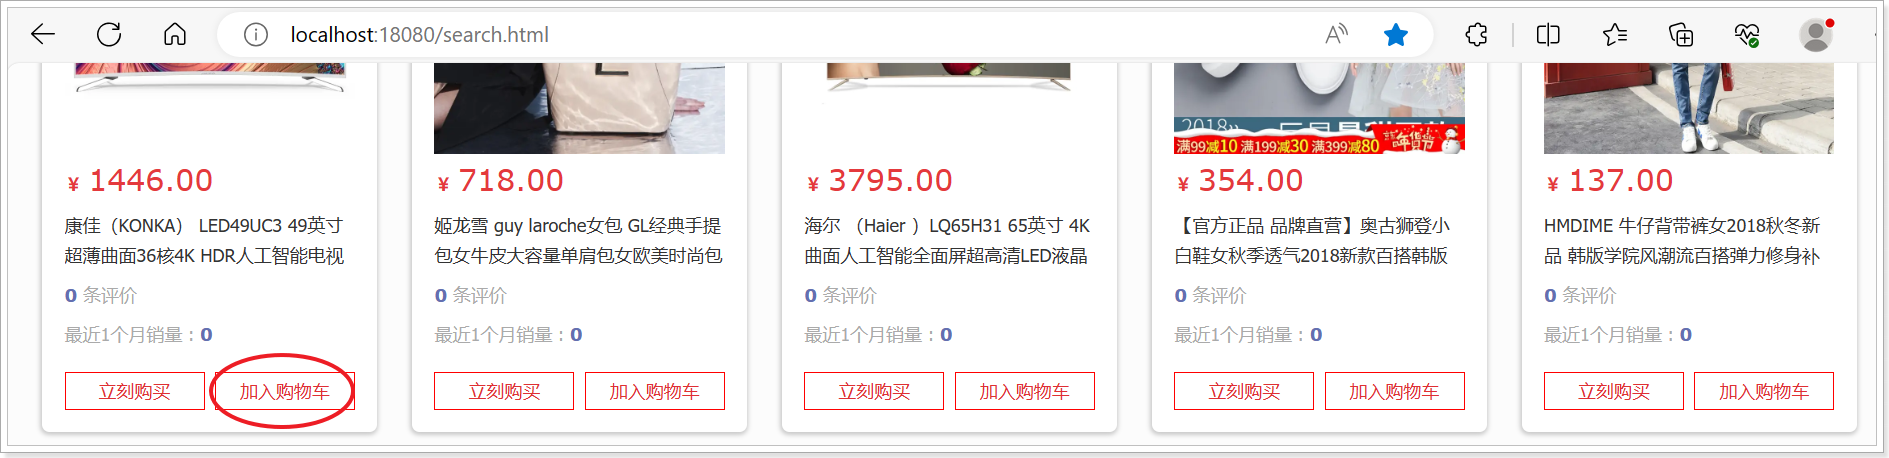 localhost:18080/search.html
2018
满99减10 满199减30 满399减80
¥ 1446.00
康佳（KONKA） LED49UC3 49英寸
超薄曲面36核4K HDR人工智能电视
0 条评价
最近1个月销量：0
立刻购买 加入购物车
¥ 718.00
姬龙雪 guy laroche女包 GL经典手提
包女牛皮大容量单肩包女欧美时尚包
0 条评价
最近1个月销量：0
立刻购买 加入购物车
¥ 3795.00
海尔 （Haier ）LQ65H31 65英寸 4K
曲面人工智能全面屏超高清LED液晶
0 条评价
最近1个月销量：0
立刻购买 加入购物车
¥ 354.00
【官方正品 品牌直营】奥古狮登小
白鞋女秋季透气2018新款百搭韩版
0 条评价
最近1个月销量：0
立刻购买 加入购物车
¥ 137.00
HMDIME 牛仔背带裤女2018秋冬新
品 韩版学院风潮流百搭弹力修身补
0 条评价
最近1个月销量：0
立刻购买 加入购物车